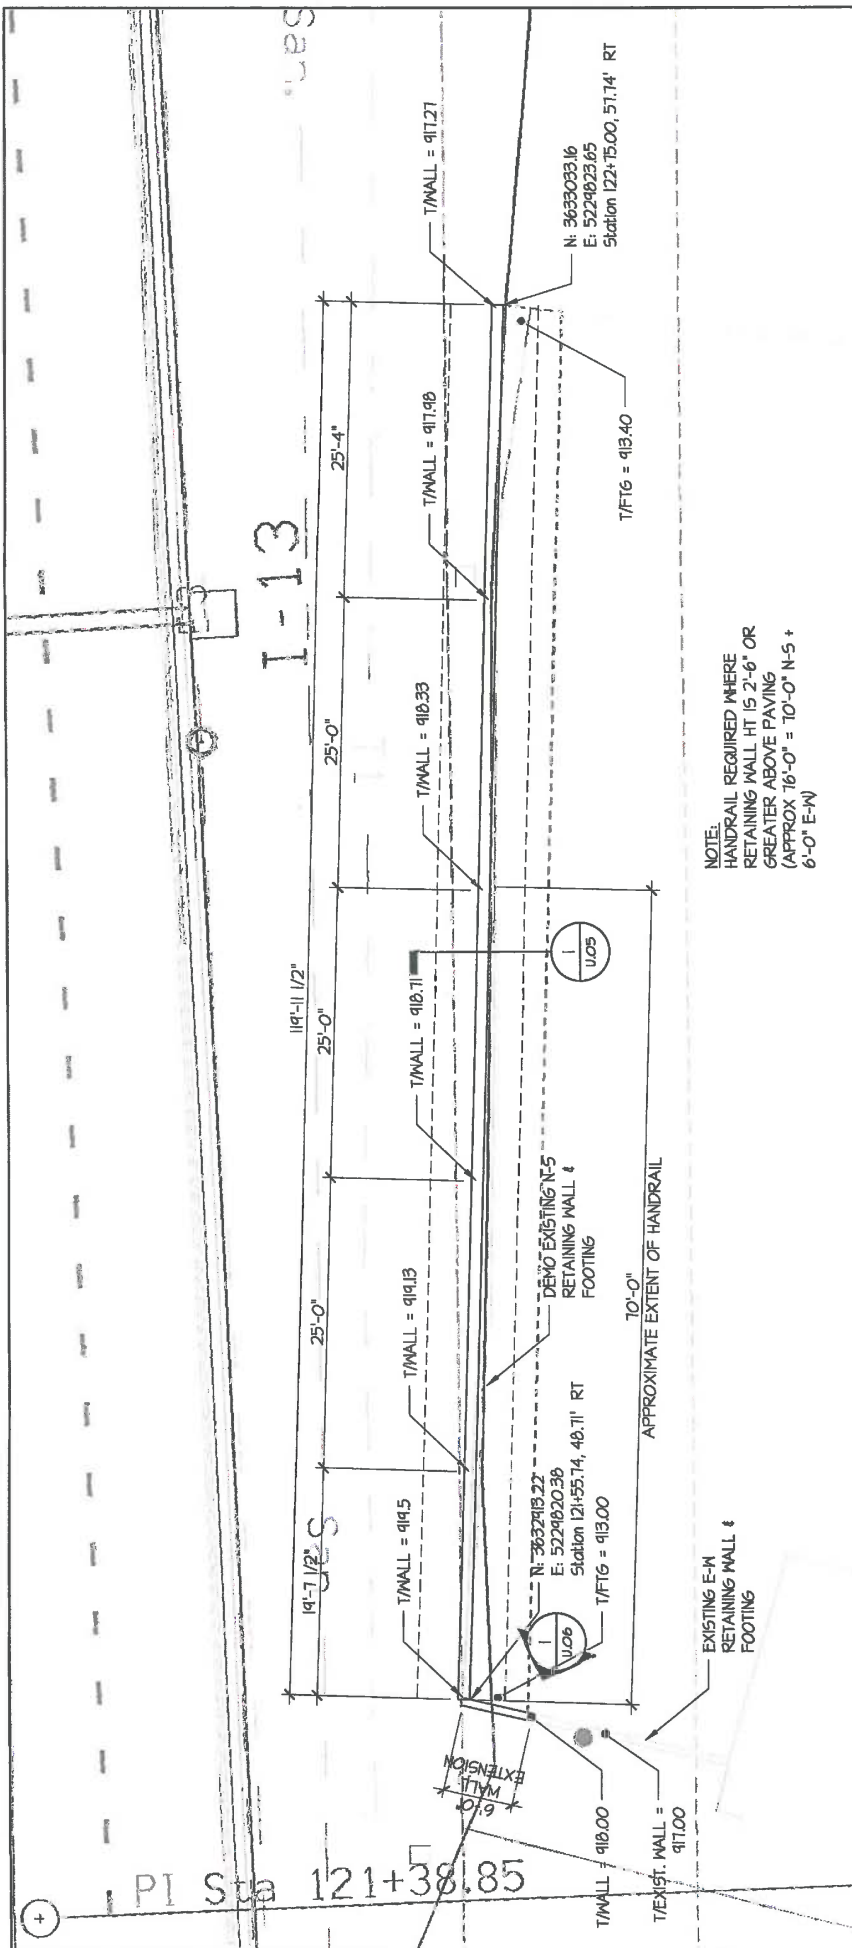 san.
T/WALL = 917.27
N: 3633033.16
E: 5229823.65
Station 122+75.00, 57.74' RT
25'-4"
T/WALL = 917.98
T/FTG = 913.40
I-13
25'-0"
T/WALL = 918.33
NOTE:
HANDRAIL REQUIRED WHERE
RETAINING WALL HT IS 2'-6" OR
GREATER ABOVE PAVING
(APPROX 76'-0" = 70'-0" N-S +
6'-0" E-W)
119'-11 1/2"
25'-0"
T/WALL = 918.71
1
U.05
25'-0"
T/WALL = 919.13
DEMO EXISTING N-S
RETAINING WALL &
FOOTING
70'-0"
APPROXIMATE EXTENT OF HANDRAIL
19'-7 1/2"
T/WALL = 919.5
N: 3632913.22
E: 5229820.38
Station 121+55.74, 48.71' RT
T/FTG = 913.00
1
U.06
EXISTING E-W
RETAINING WALL &
FOOTING
6'-0"
WALL
EXTENSION
T/WALL = 918.00
T/EXIST. WALL =
917.00
PI Sta 121+38.85